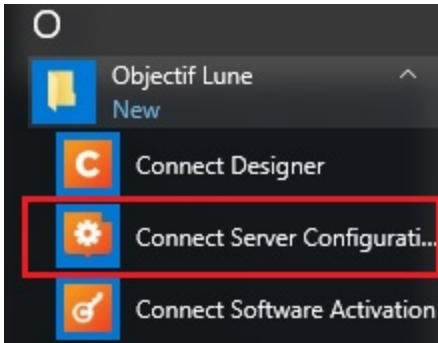 O
Objectif Lune
New
Connect Designer
Connect Server Configurati...
Connect Software Activation